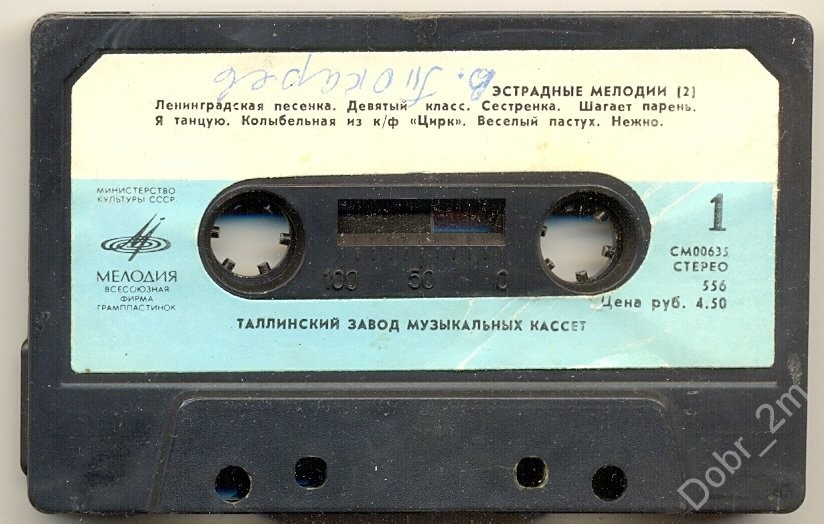 В. Токарев
ЭСТРАДНЫЕ МЕЛОДИИ (2)
Ленинградская песенка. Девятый класс. Сестренка. Шагает парень.
Я танцую. Колыбельная из к/ф «Цирк». Веселый пастух. Нежно.
МИНИСТЕРСТВО
КУЛЬТУРЫ СССР
МЕЛОДИЯ
ВСЕСОЮЗНАЯ
ФИРМА
ГРАМПЛАСТИНОК
100 50 0
1
СМ00635
СТЕРЕО
556
Цена руб. 4.50
ТАЛЛИНСКИЙ ЗАВОД МУЗЫКАЛЬНЫХ КАССЕТ
Dobr_2m